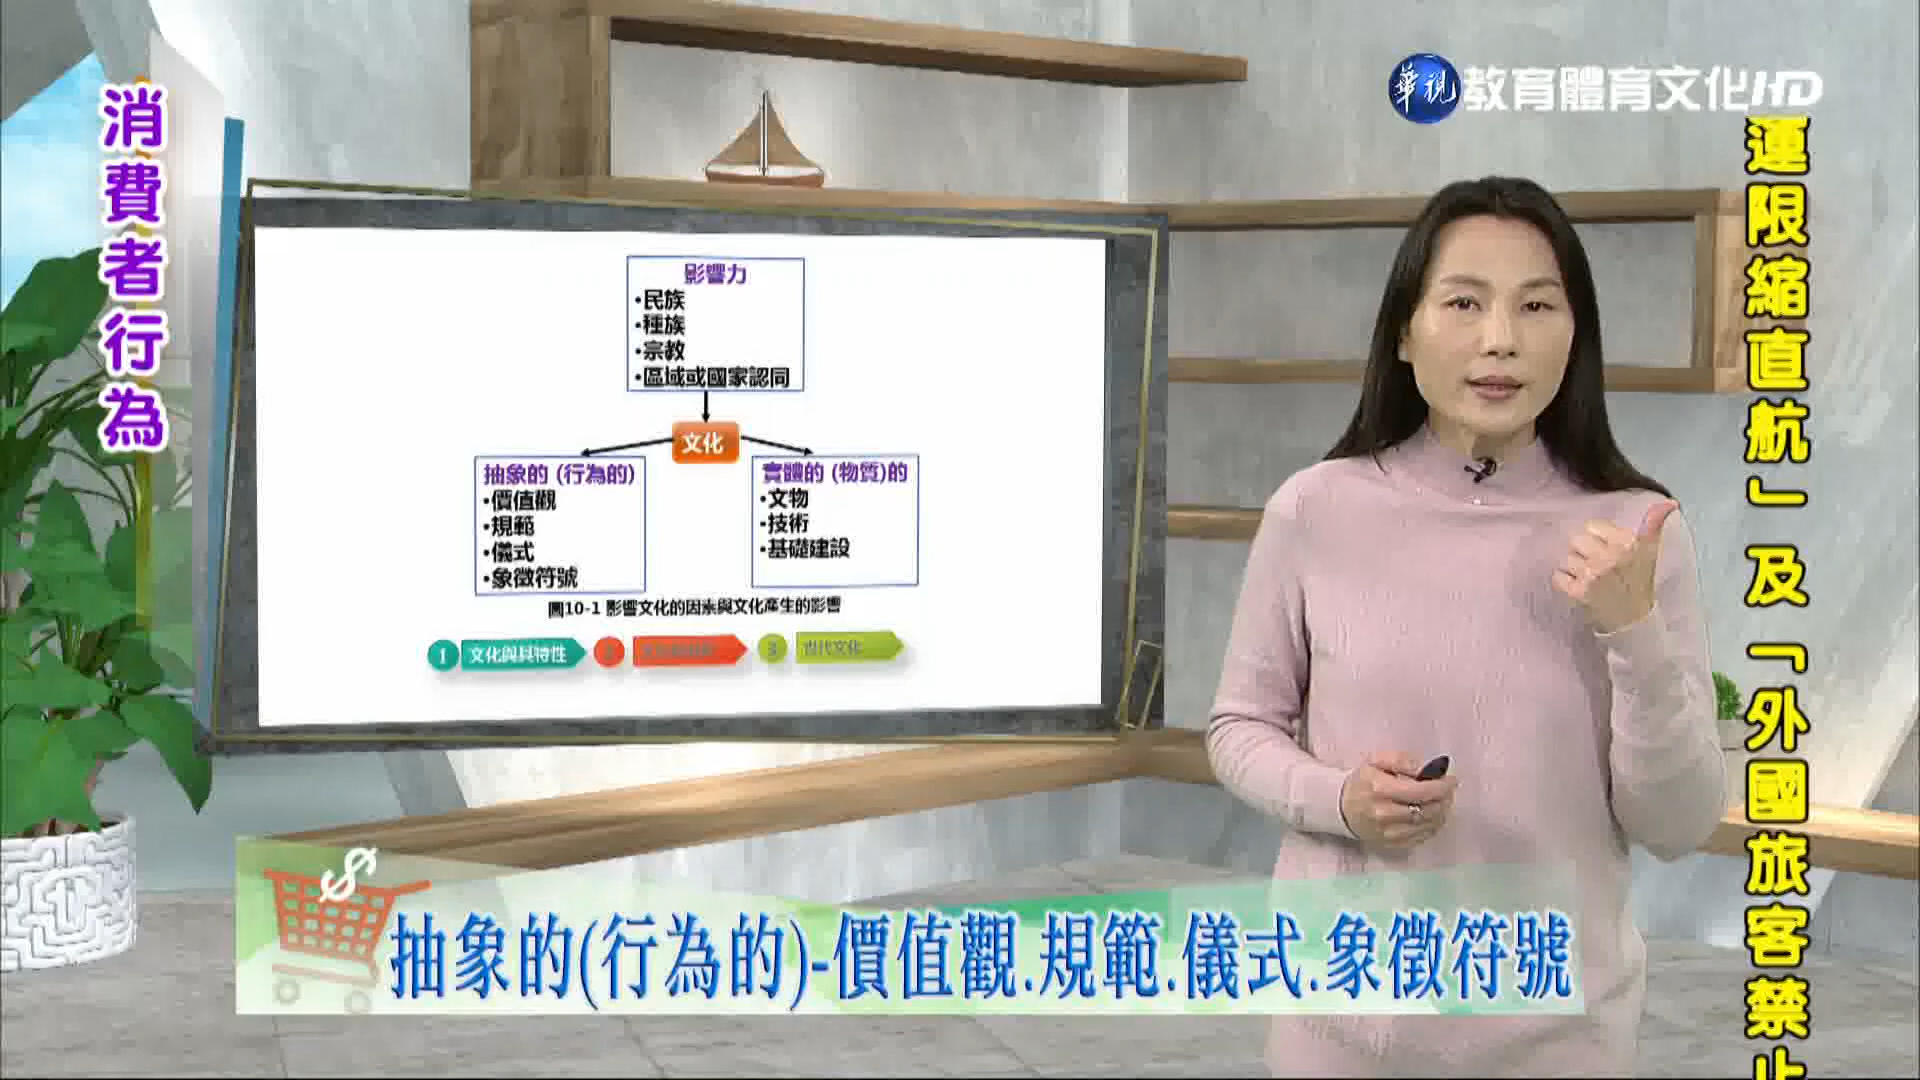 華視 教育體育文化HD
消費者行為
運限縮直航」及「外國旅客禁止
影響力
•民族
•種族
•宗教
•區域或國家認同
文化
抽象的 (行為的)
•價值觀
•規範
•儀式
•象徵符號
實體的 (物質)的
•文物
•技術
•基礎建設
圖10-1 影響文化的因素與文化產生的影響
1 文化與其特性
2
3 古代文化
抽象的(行為的)-價值觀.規範.儀式.象徵符號